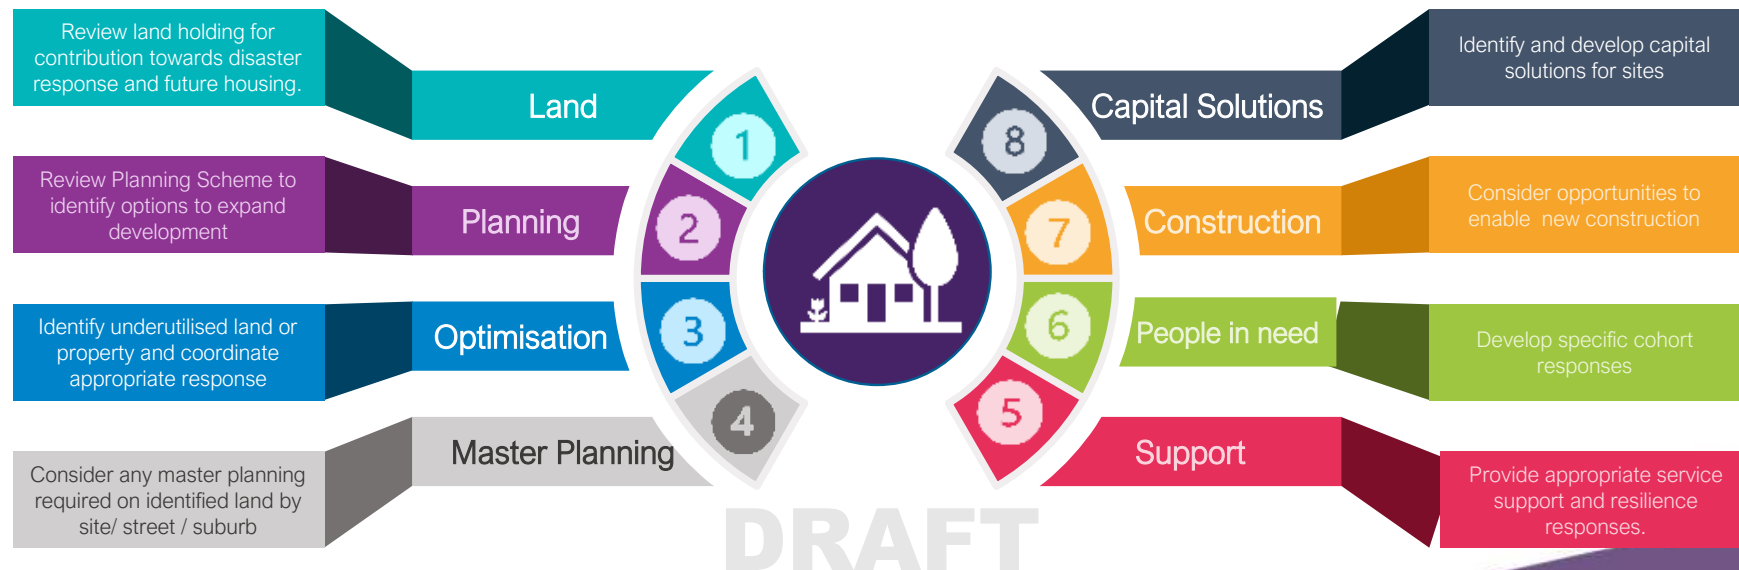 Review land holding for
contribution towards disaster
response and future housing.
Land
1
Review Planning Scheme to
identify options to expand
development
Planning
2
Identify underutilised land or
property and coordinate
appropriate response
Optimisation
3
Consider any master planning
required on identified land by
site/ street / suburb
Master Planning
4
Provide appropriate service
support and resilience
responses.
Support
5
Develop specific cohort
responses
People in need
6
Consider opportunities to
enable  new construction
Construction
7
Identify and develop capital
solutions for sites
Capital Solutions
8
DRAFT